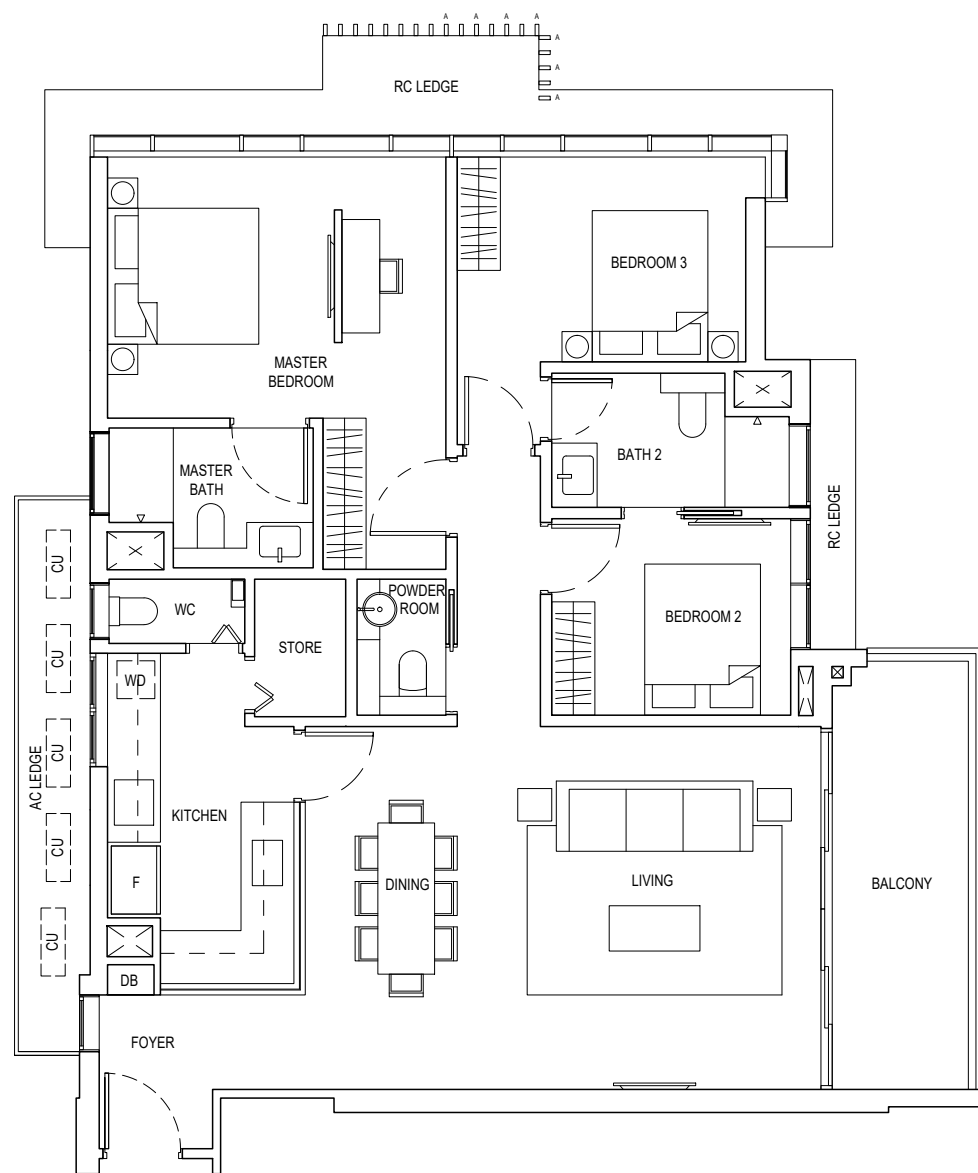 A A A A
A
A
A
RC LEDGE
BEDROOM 3
MASTER
BEDROOM
BATH 2
MASTER
BATH
RC LEDGE
CU
WC
POWDER
ROOM
BEDROOM 2
STORE
CU
WD
CU
AC LEDGE
KITCHEN
CU
F
DINING
LIVING
BALCONY
CU
DB
FOYER